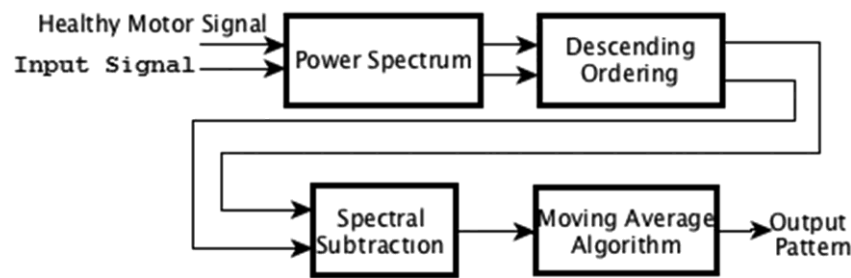 Healthy Motor Signal
Input Signal
Power Spectrum
Descending
Ordering
Spectral
Subtraction
Moving Average
Algorithm
Output
Pattern